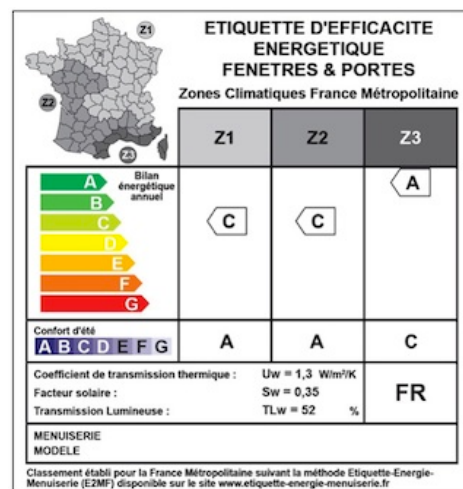 ETIQUETTE D'EFFICACITE
ENERGETIQUE
FENETRES & PORTES
Zones Climatiques France Métropolitaine
Z1
Z2
Z3
Z1
Z2
Z3
Bilan
énergétique
annuel
A
B
C
D
E
F
G
C
C
A
Confort d'été
A B C D E F G
A
A
C
Coefficient de transmission thermique : Uw = 1,3 W/m²/K
Facteur solaire : Sw = 0,35
Transmission Lumineuse : TLw = 52 %
FR
MENUISERIE
MODELE
Classement établi pour la France Métropolitaine suivant la méthode Etiquette-Energie-
Menuiserie (E2MF) disponible sur le site www.etiquette-energie-menuiserie.fr